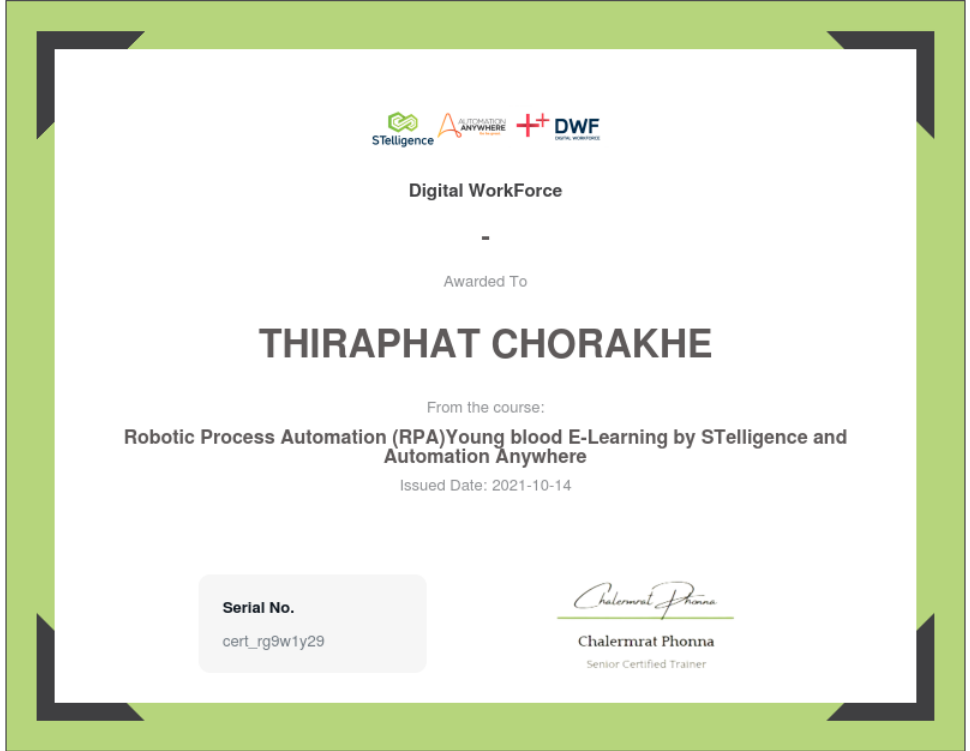 STelligence
AUTOMATION
ANYWHERE
DWF
DIGITAL WORKFORCE
Digital WorkForce
-
Awarded To
THIRAPHAT CHORAKHE
From the course:
Robotic Process Automation (RPA)Young blood E-Learning by STelligence and
Automation Anywhere
Issued Date: 2021-10-14
Serial No.
cert_rg9w1y29
Chalermrat Phonna
Chalermrat Phonna
Senior Certified Trainer